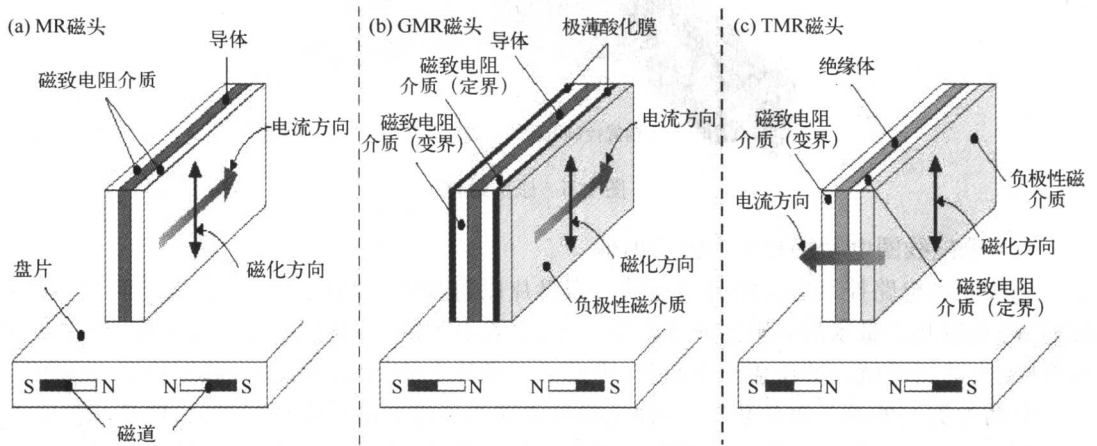 (a) MR磁头
导体
磁致电阻介质
电流方向
磁化方向
盘片
S N N S
磁道
(b) GMR磁头
极薄酸化膜
导体
磁致电阻
介质（定界）
磁致电阻
介质（变界）
电流方向
磁化方向
负极性磁介质
S N N S
(c) TMR磁头
绝缘体
磁致电阻
介质（变界）
电流方向
负极性磁
介质
磁化方向
磁致电阻
介质（定界）
S N N S